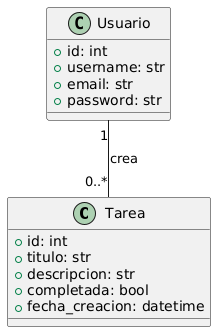 C Usuario
id: int
username: str
email: str
password: str
1
crea
0..*
C Tarea
id: int
titulo: str
descripcion: str
completada: bool
fecha_creacion: datetime